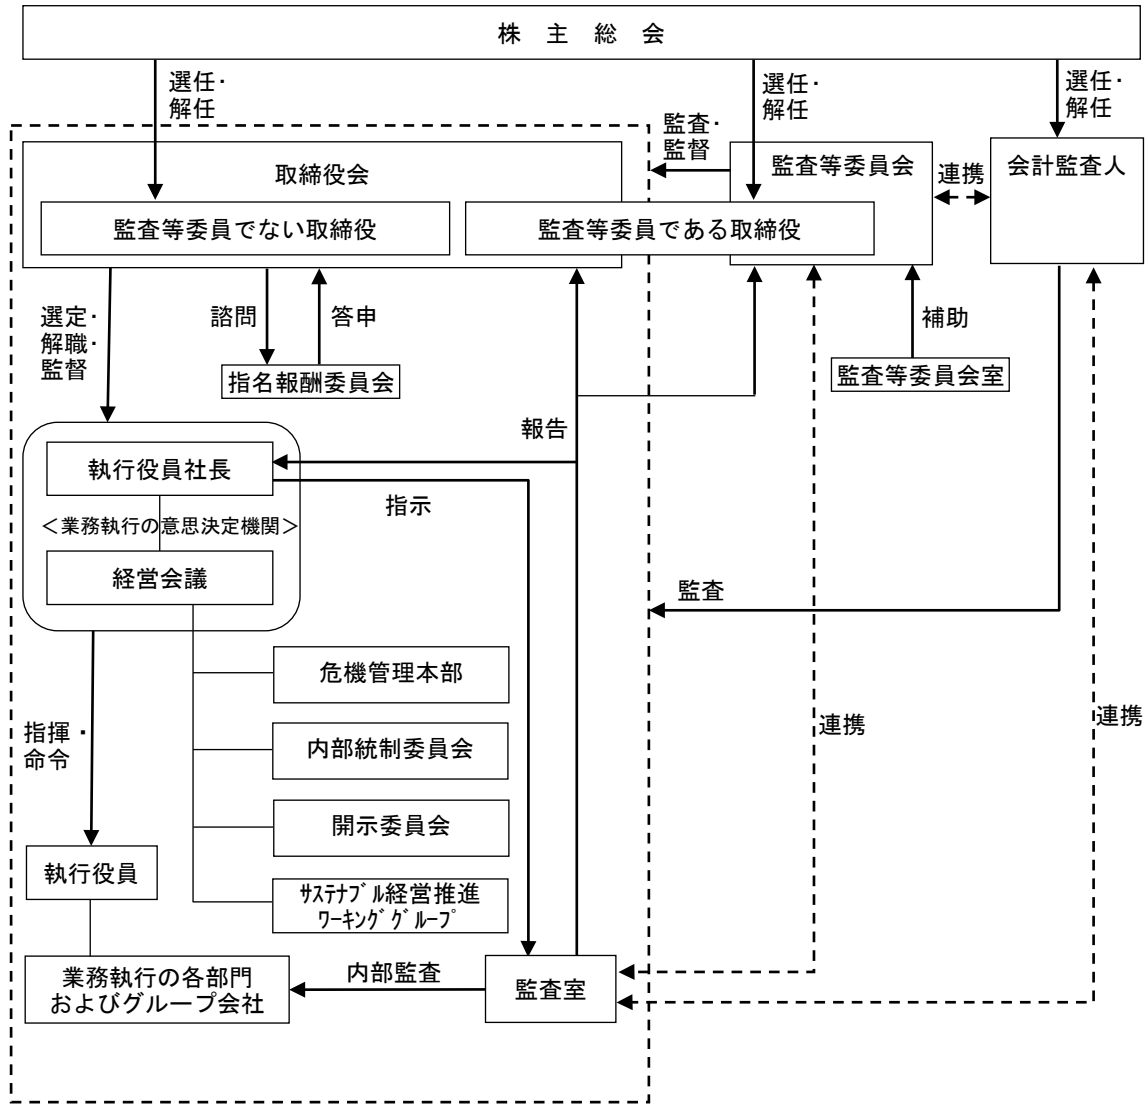 株主総会
選任・
解任
選任・
解任
選任・
解任
監査・
監督
取締役会
監査等委員会
会計監査人
連携
監査等委員でない取締役
監査等委員である取締役
選定・
解職・
監督
諮問
答申
補助
指名報酬委員会
監査等委員会室
報告
執行役員社長
指示
＜業務執行の意思決定機関＞
経営会議
監査
危機管理本部
連携
連携
指揮・
命令
内部統制委員会
開示委員会
執行役員
ｻｽﾃﾅﾌﾞﾙ経営推進
ﾜｰｷﾝｸﾞｸﾞﾙｰﾌﾟ
業務執行の各部門
およびグループ会社
内部監査
監査室